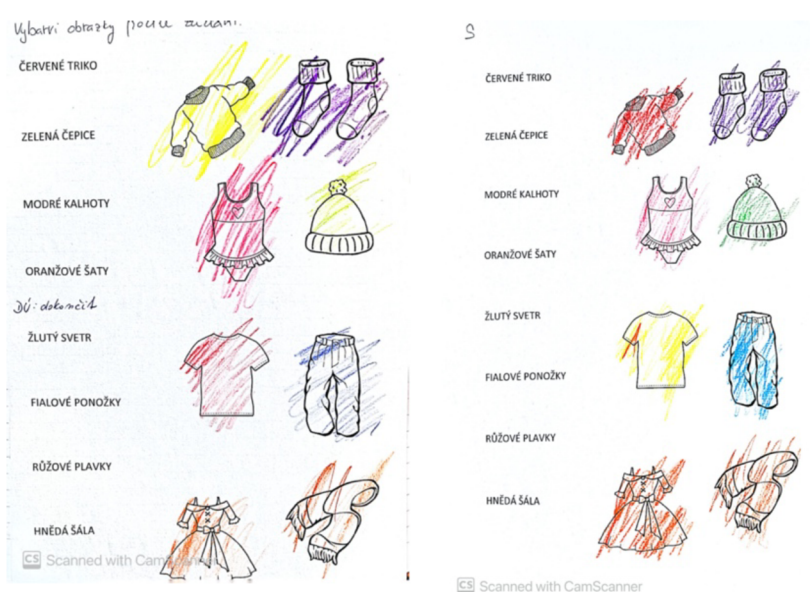 Vybarvi obrázky podle zadání.
ČERVENÉ TRIKO
ZELENÁ ČEPICE
MODRÉ KALHOTY
ORANŽOVÉ ŠATY
DÚ: dokončit
ŽLUTÝ SVETR
FIALOVÉ PONOŽKY
RŮŽOVÉ PLAVKY
HNĚDÁ ŠÁLA
CS Scanned with CamScanner
S
ČERVENÉ TRIKO
ZELENÁ ČEPICE
MODRÉ KALHOTY
ORANŽOVÉ ŠATY
ŽLUTÝ SVETR
FIALOVÉ PONOŽKY
RŮŽOVÉ PLAVKY
HNĚDÁ ŠÁLA
CS Scanned with CamScanner